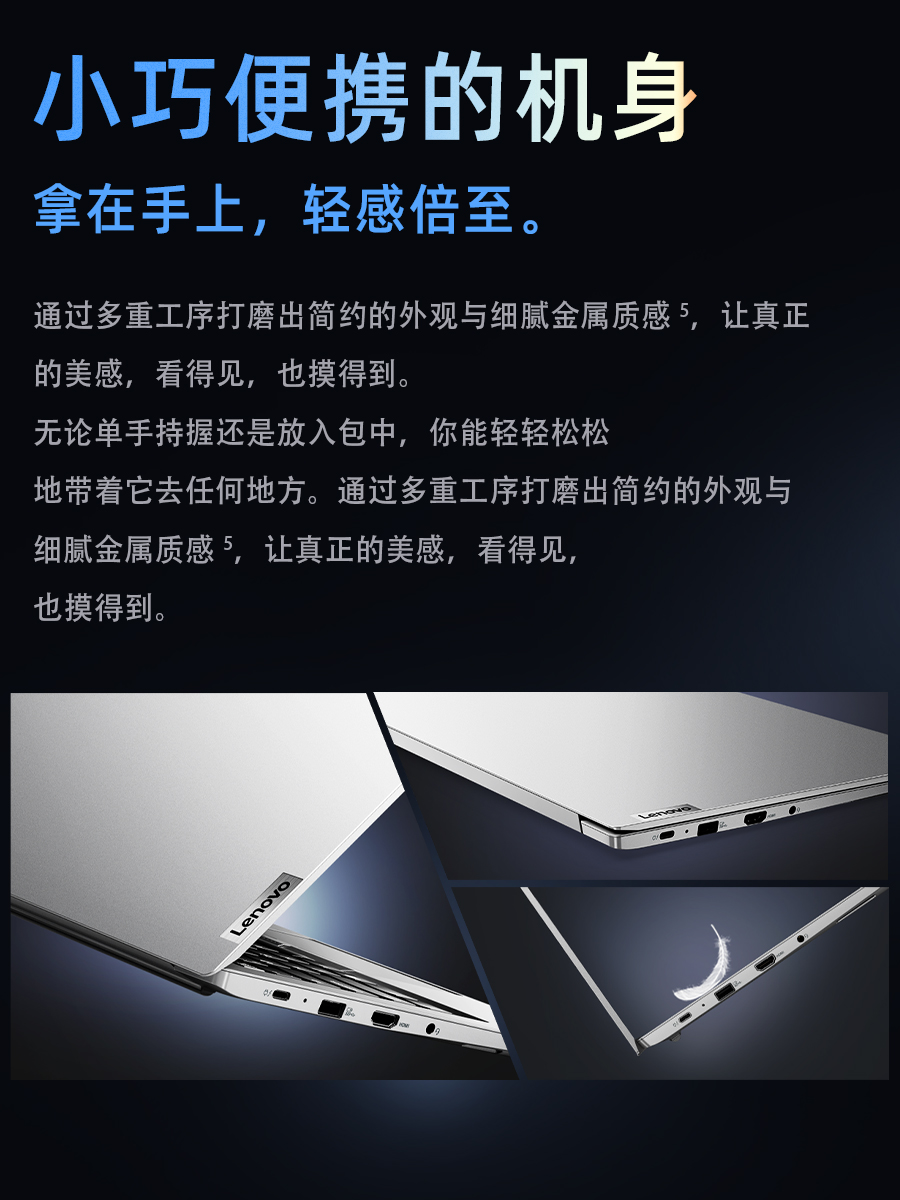 小巧便携的机身
拿在手上，轻感倍至。
通过多重工序打磨出简约的外观与细腻金属质感 5，让真正
的美感，看得见，也摸得到。
无论单手持握还是放入包中，你能轻轻松松
地带着它去任何地方。通过多重工序打磨出简约的外观与
细腻金属质感 5，让真正的美感，看得见，
也摸得到。
Lenovo
Lenovo
HDMI